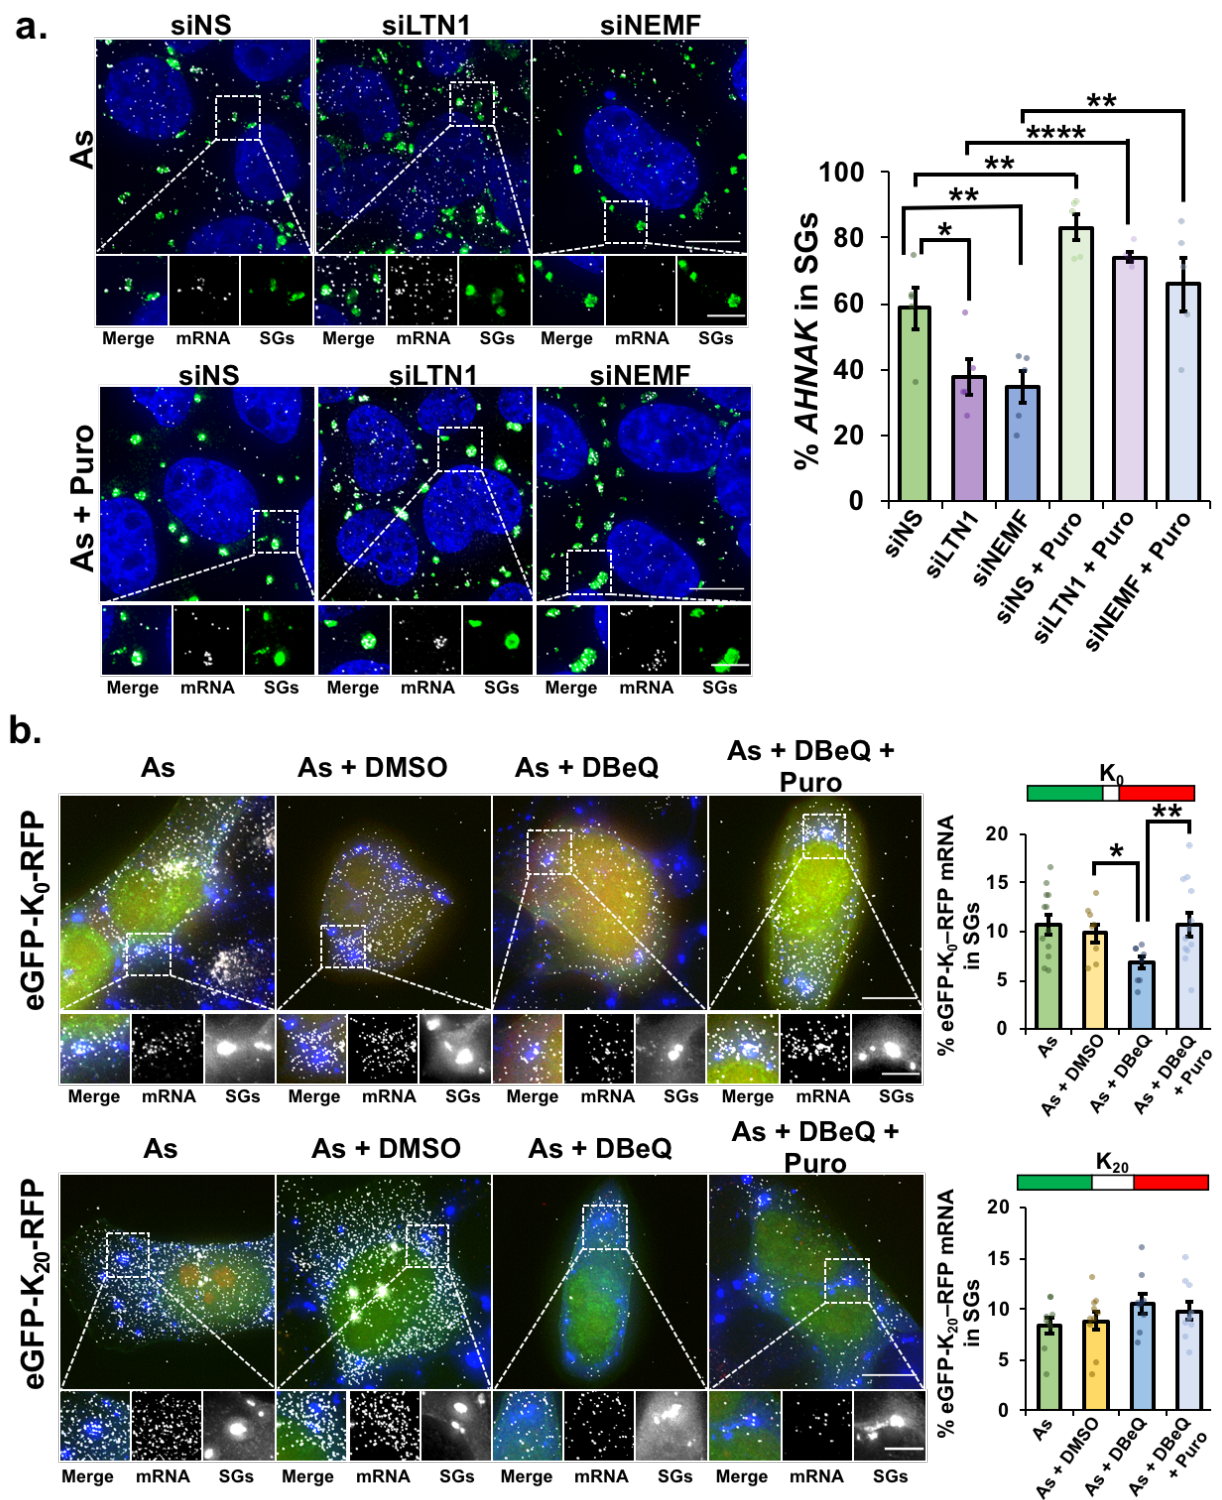 a.
siNS siLTN1 siNEMF
As
Merge mRNA SGs Merge mRNA SGs Merge mRNA SGs
siNS siLTN1 siNEMF
As + Puro
Merge mRNA SGs Merge mRNA SGs Merge mRNA SGs
% AHNAK in SGs
100
80
60
40
20
0
**
****
**
**
*
siNS
siLTN1
siNEMF
siNS + Puro
siLTN1 + Puro
siNEMF + Puro
b.
As As + DMSO As + DBeQ As + DBeQ +
Puro
eGFP-K0-RFP
Merge mRNA SGs Merge mRNA SGs Merge mRNA SGs Merge mRNA SGs
K0
% eGFP-K0–RFP mRNA
in SGs
20
15
10
5
0
*
**
As
As + DMSO
As + DBeQ
As + DBeQ
+ Puro
As As + DMSO As + DBeQ As + DBeQ +
Puro
eGFP-K20-RFP
Merge mRNA SGs Merge mRNA SGs Merge mRNA SGs Merge mRNA SGs
K20
% eGFP-K20–RFP mRNA
in SGs
20
15
10
5
0
As
As + DMSO
As + DBeQ
As + DBeQ
+ Puro